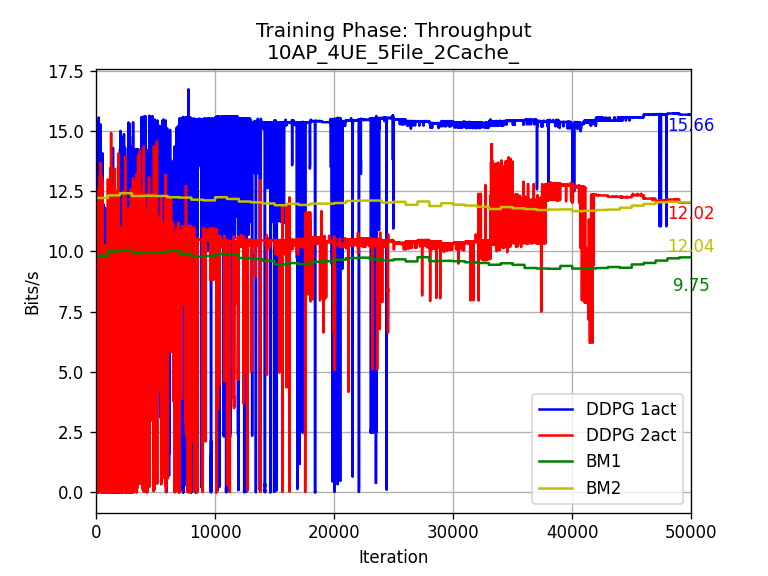 Training Phase: Throughput
10AP_4UE_5File_2Cache_
Bits/s
17.5
15.0
12.5
10.0
7.5
5.0
2.5
0.0
15.66
12.02
12.04
9.75
DDPG 1act
DDPG 2act
BM1
BM2
0 10000 20000 30000 40000 50000
Iteration